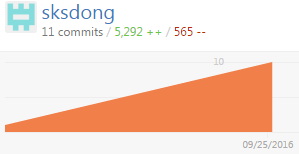 sksdong
11 commits / 5,292 ++ / 565 --
10
09/25/2016